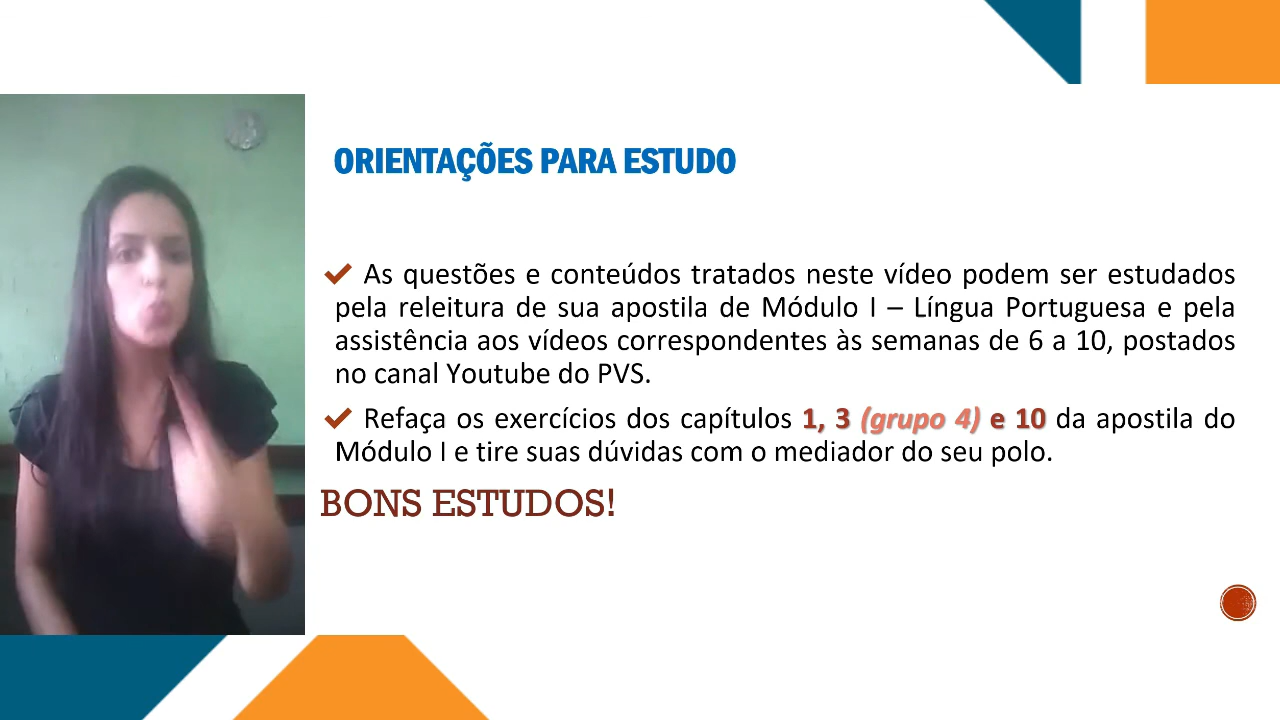 ORIENTAÇÕES PARA ESTUDO
As questões e conteúdos tratados neste vídeo podem ser estudados
pela releitura de sua apostila de Módulo I – Língua Portuguesa e pela
assistência aos vídeos correspondentes às semanas de 6 a 10, postados
no canal Youtube do PVS.
Refaça os exercícios dos capítulos 1, 3 (grupo 4) e 10 da apostila do
Módulo I e tire suas dúvidas com o mediador do seu polo.
BONS ESTUDOS!